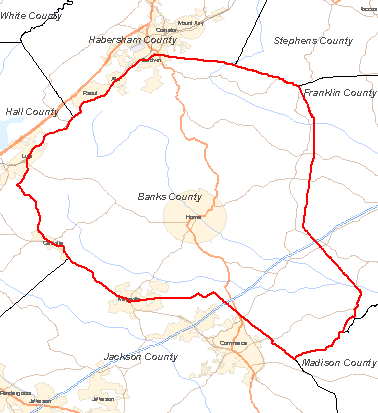 White County
Mount Airy
Cornelia
Habersham County
Stephens County
Baldwin
Alto
Raoul
Franklin County
Hall County
Lula
Banks County
Homer
Gillsville
Maysville
Commerce
Jackson County
Madison County
Pendergrass
Jefferson
Jefferson